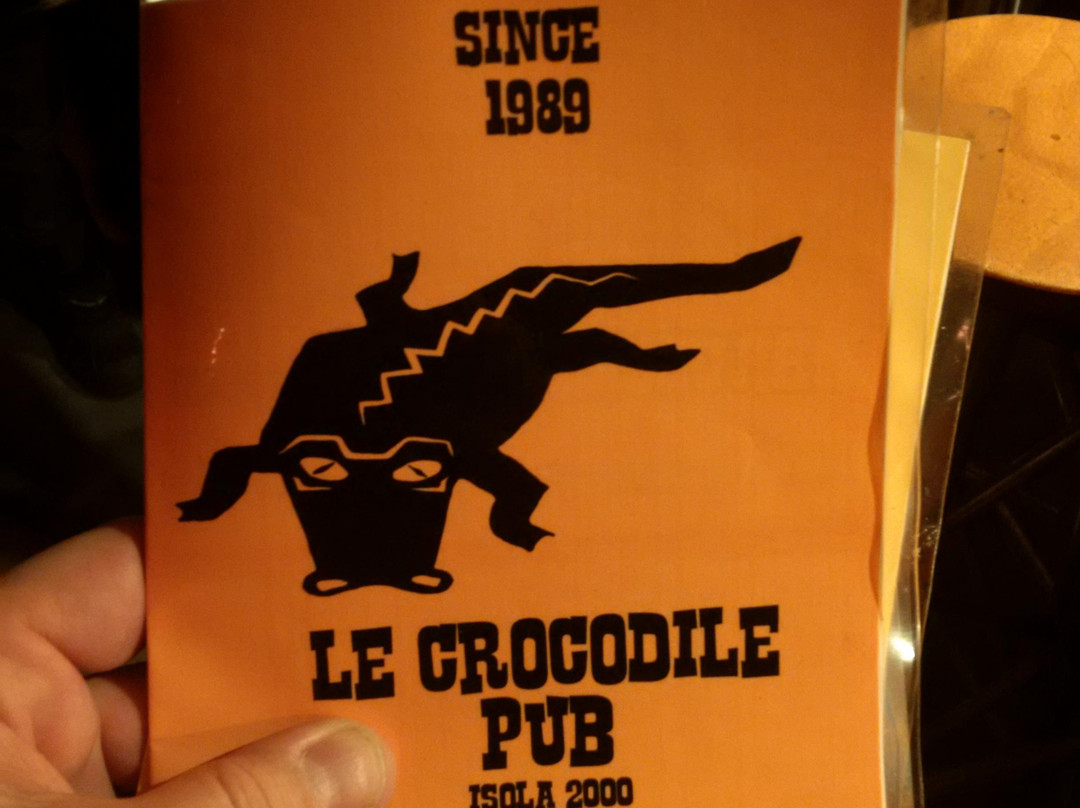 SINCE
1989
LE CROCODILE
PUB
ISOLA 2000